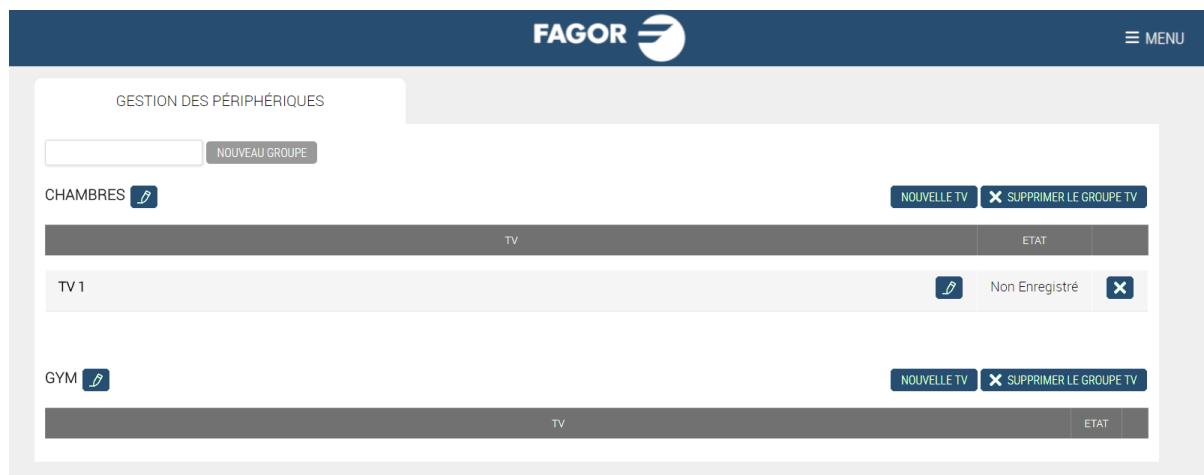 FAGOR
MENU
GESTION DES PÉRIPHÉRIQUES
NOUVEAU GROUPE
CHAMBRES NOUVELLE TV SUPPRIMER LE GROUPE TV
TV ETAT
TV 1 Non Enregistré
GYM NOUVELLE TV SUPPRIMER LE GROUPE TV
TV ETAT